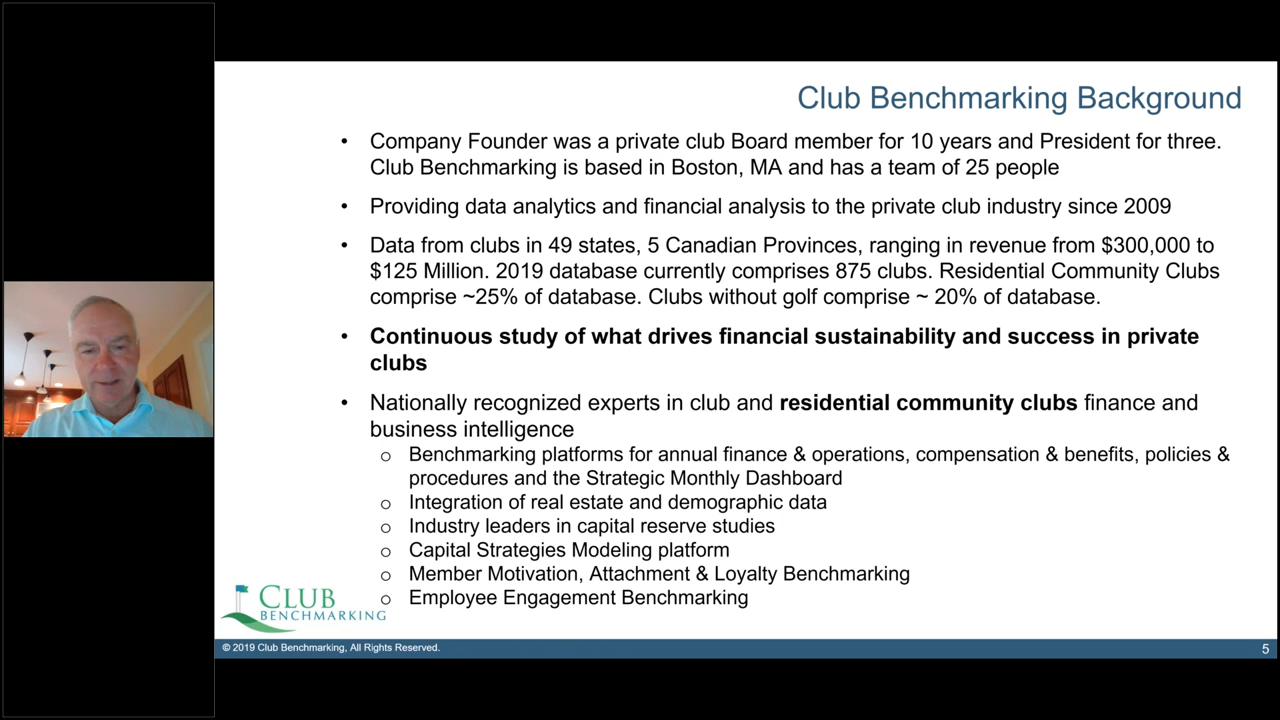 Club Benchmarking Background
• Company Founder was a private club Board member for 10 years and President for three.
Club Benchmarking is based in Boston, MA and has a team of 25 people
• Providing data analytics and financial analysis to the private club industry since 2009
• Data from clubs in 49 states, 5 Canadian Provinces, ranging in revenue from $300,000 to
$125 Million. 2019 database currently comprises 875 clubs. Residential Community Clubs
comprise ~25% of database. Clubs without golf comprise ~ 20% of database.
• Continuous study of what drives financial sustainability and success in private
clubs
• Nationally recognized experts in club and residential community clubs finance and
business intelligence
o Benchmarking platforms for annual finance & operations, compensation & benefits, policies &
procedures and the Strategic Monthly Dashboard
o Integration of real estate and demographic data
o Industry leaders in capital reserve studies
o Capital Strategies Modeling platform
o Member Motivation, Attachment & Loyalty Benchmarking
o Employee Engagement Benchmarking
CLUB
BENCHMARKING
© 2019 Club Benchmarking, All Rights Reserved.
5